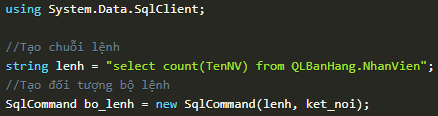 using System.Data.SqlClient;
//Tạo chuỗi lệnh
string lenh = "select count(TenNV) from QLBanHang.NhanVien";
//Tạo đối tượng bộ lệnh
SqlCommand bo_lenh = new SqlCommand(lenh, ket_noi);